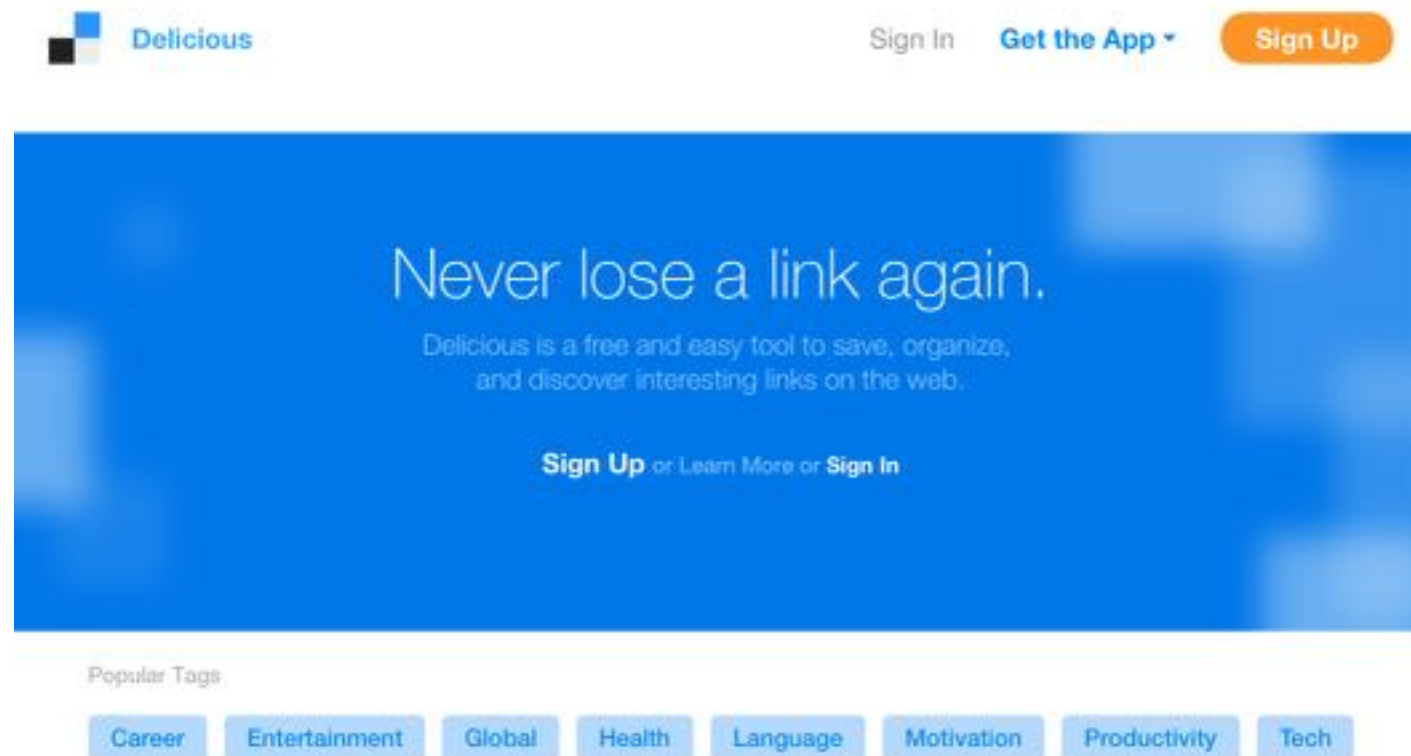 Delicious
Sign In Get the App Sign Up
Never lose a link again.
Delicious is a free and easy tool to save, organize,
and discover interesting links on the web.
Sign Up or Learn More or Sign In
Popular Tags
Career Entertainment Global Health Language Motivation Productivity Tech